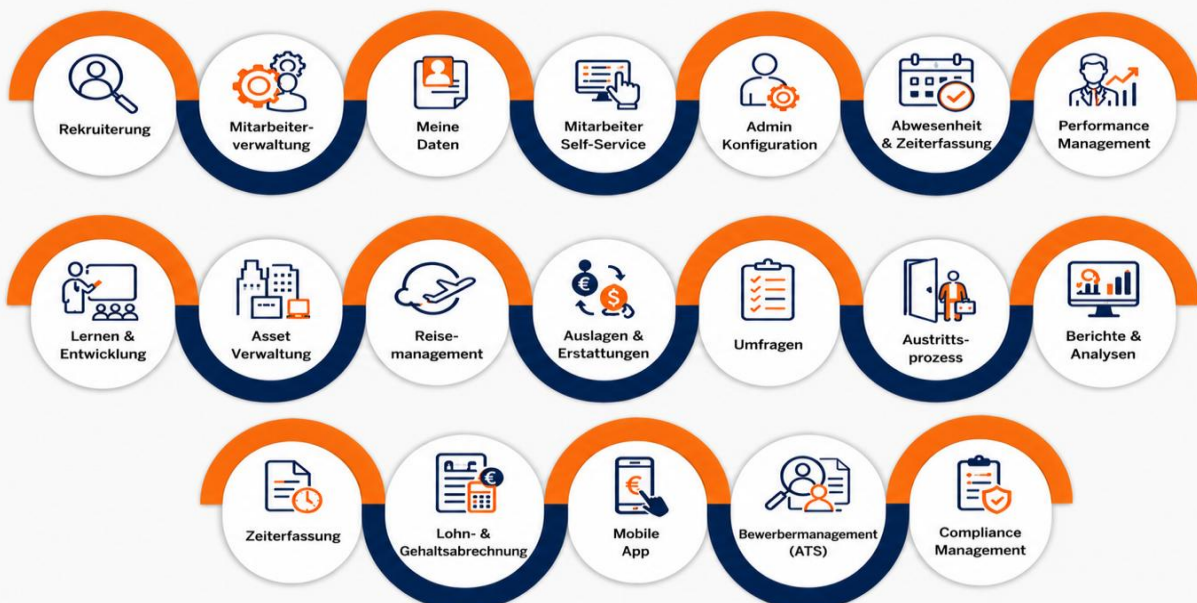 Rekruterung
Mitarbeiter-
verwaltung
Meine
Daten
Mitarbeiter
Self-Service
Admin
Konfiguration
Abwesenheit
& Zeiterfassung
Performance
Management
Lernen &
Entwicklung
Asset
Verwaltung
Reise-
management
Auslagen &
Erstattungen
Umfragen
Austritts-
prozess
Berichte &
Analysen
Zeiterfassung
Lohn- &
Gehaltsabrechnung
Mobile
App
Bewerbermanagement
(ATS)
Compliance
Management